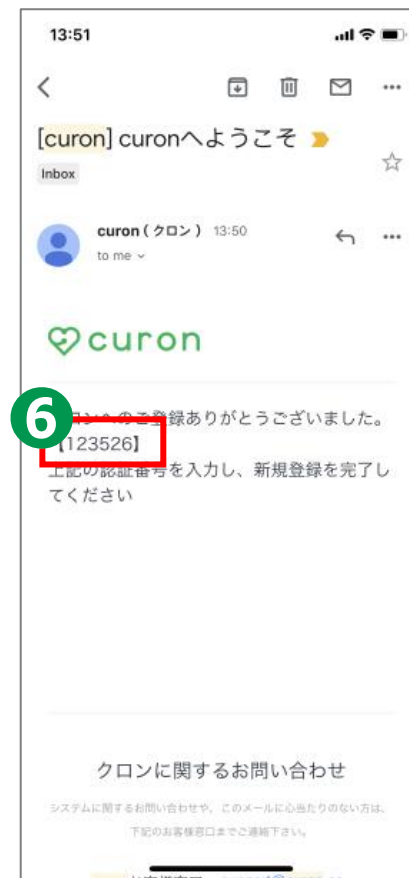 13:51
[curon] curonへようこそ
Inbox
curon ( クロン ) 13:50
to me
curon
6
ロンへのご登録ありがとうございました。
【123526】
上記の認証番号を入力し、新規登録を完了し
てください
クロンに関するお問い合わせ
システムに関するお問い合わせや、このメールに心当たりのない方は、
下記のお客様窓口までご連絡下さい。